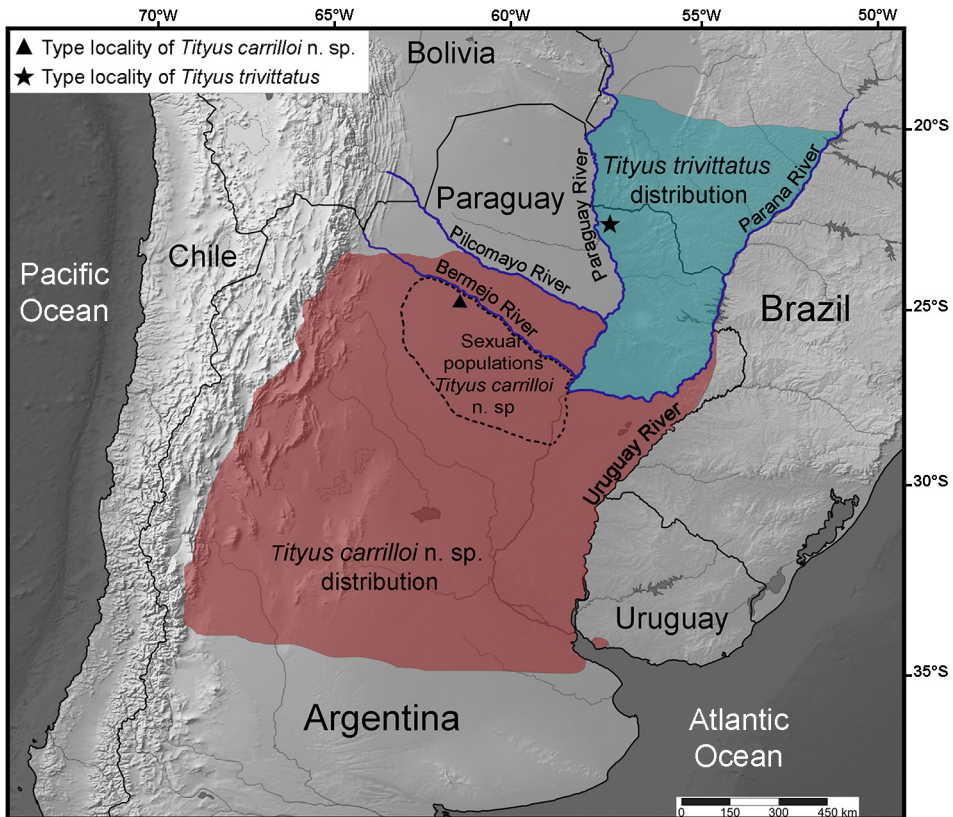 70°W
65°W
60°W
55°W
50°W
Type locality of Tityus carrilloi n. sp.
Type locality of Tityus trivittatus
Bolivia
20°S
Tityus trivittatus
distribution
Paraguay River
Parana River
Paraguay
Pilcomayo River
Chile
Bermejo River
Pacific
Ocean
Brazil
25°S
Sexual
populations
Tityus carrilloi
n. sp
Uruguay River
30°S
Tityus carrilloi n. sp.
distribution
Uruguay
35°S
Argentina
Atlantic
Ocean
0 150 300 450 km